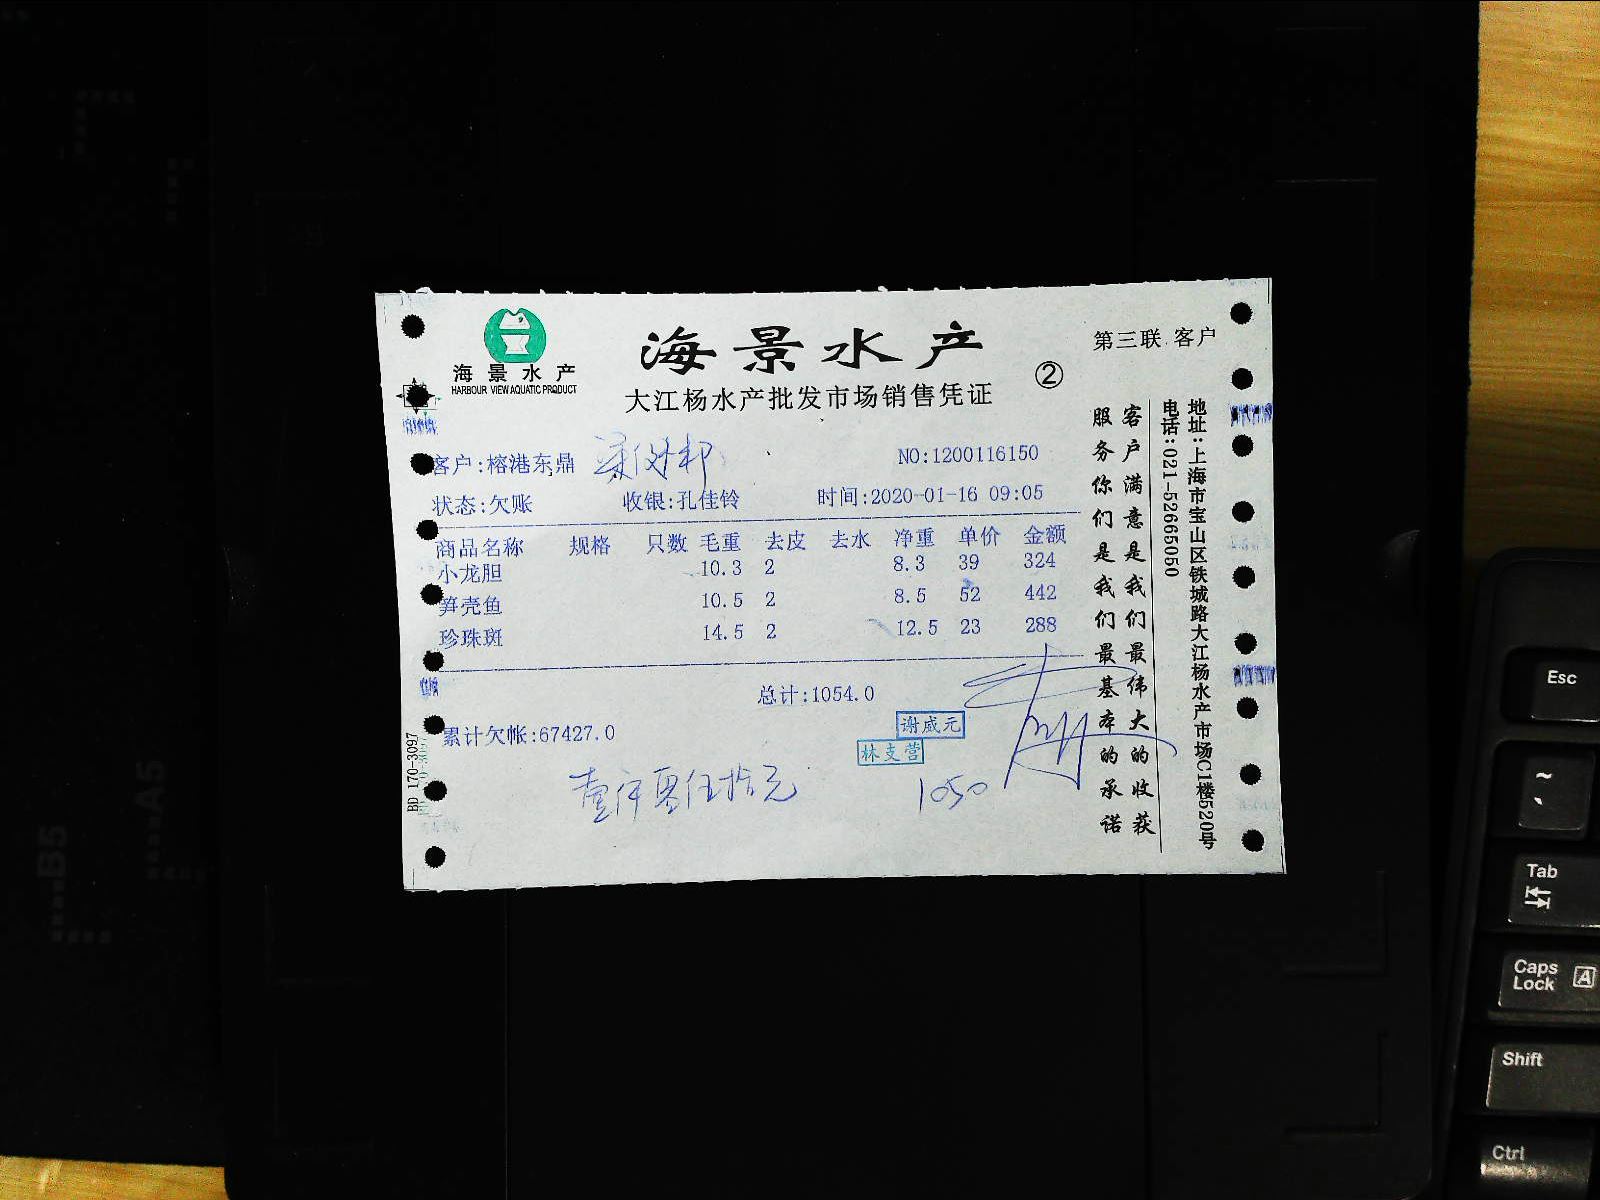 海景水产
HARBOUR VIEW AQUATIC PRODUCT
海景水产
大江杨水产批发市场销售凭证
②
第三联 客户
客户:榕港东鼎
NO:1200116150
状态:欠账 收银:孔佳铃 时间:2020-01-16 09:05
商品名称 规格 只数 毛重 去皮 去水 净重 单价 金额
小龙胆 10.3 2 8.3 39 324
笋壳鱼 10.5 2 8.5 52 442
珍珠斑 14.5 2 12.5 23 288
总计:1054.0
累计欠帐:67427.0
谢威元
林支营
壹仟零伍拾元
1050
客户满意是我们最伟大的收获
服务你们是我们最基本的承诺
地址:上海市宝山区铁城路大江杨水产市场C1楼520号
电话:021-52665050
BD 170-3097
B5
A5
Esc
~
`
Tab
Caps Lock
A
Shift
Ctrl